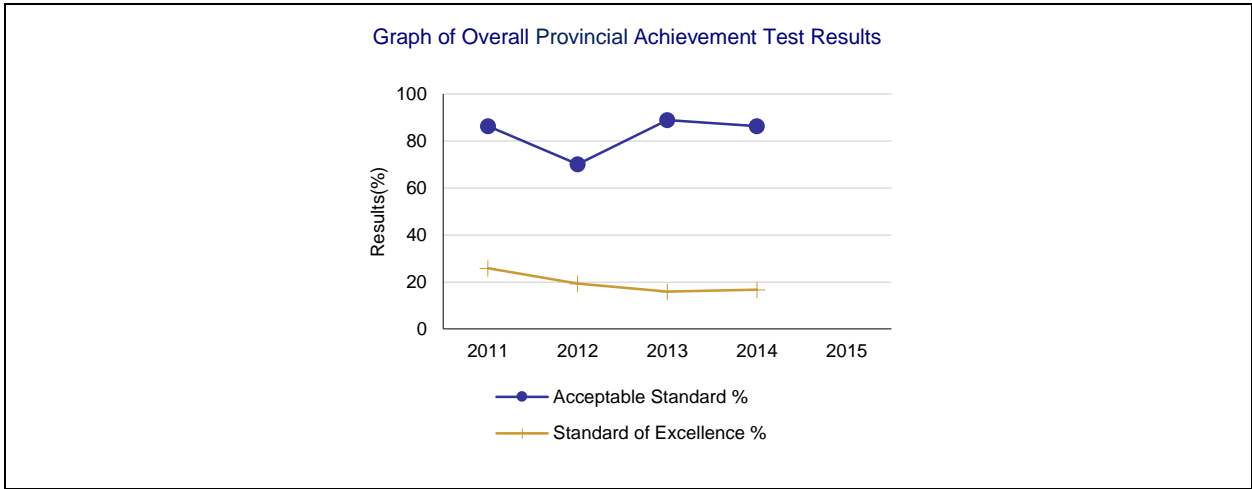 Graph of Overall Provincial Achievement Test Results
100
80
60
40
20
0
Results(%)
2011 2012 2013 2014 2015
Acceptable Standard %
Standard of Excellence %